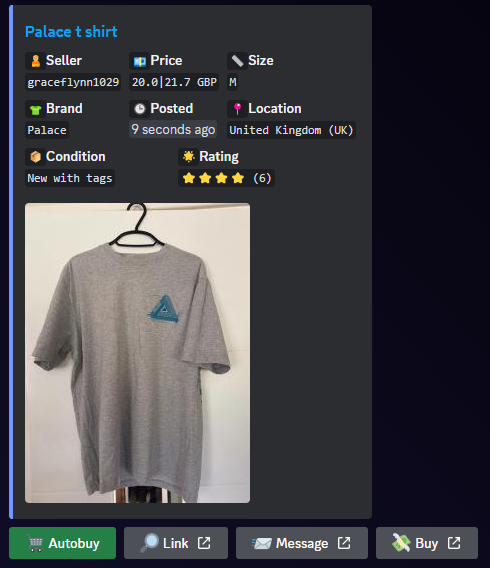 Palace t shirt
Seller Price Size
graceflynn1029 20.0|21.7 GBP M
Brand Posted Location
Palace 9 seconds ago United Kingdom (UK)
Condition Rating
New with tags (6)
Autobuy Link Message Buy